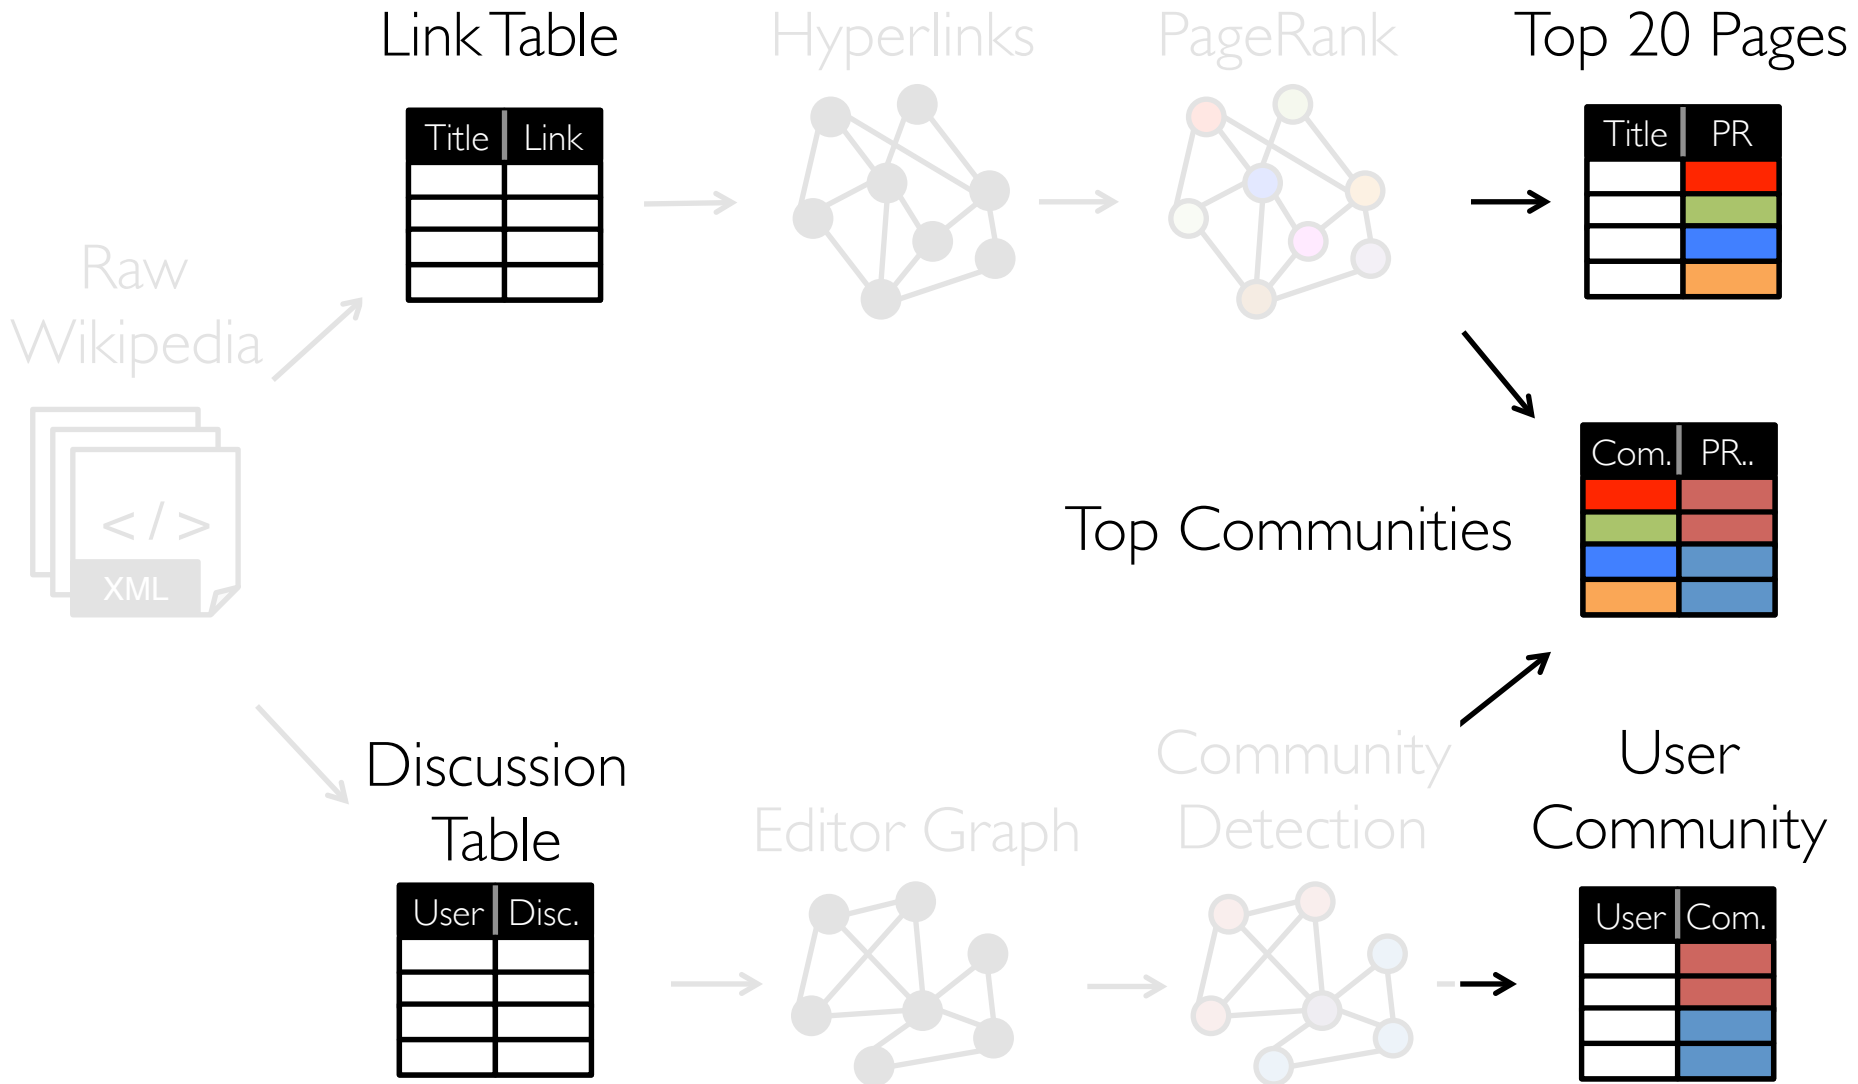 Link Table
Hyperlinks
PageRank
Top 20 Pages
Title Link
Title PR
Raw
Wikipedia
</>
XML
Com. PR..
Top Communities
Discussion
Table
Editor Graph
Community
Detection
User
Community
User Disc.
User Com.